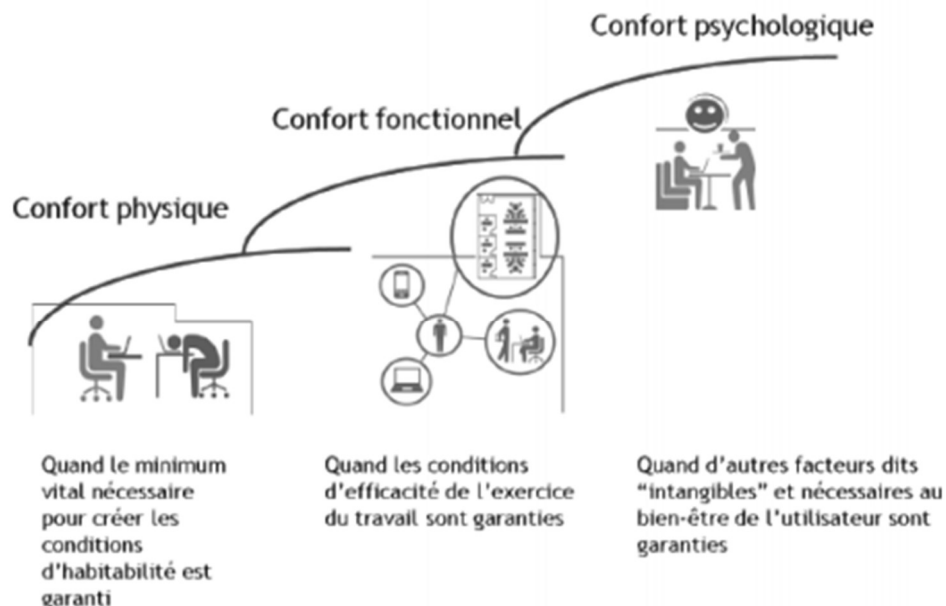 Confort psychologique
Confort fonctionnel
Confort physique
Quand le minimum
vital nécessaire
pour créer les
conditions
d'habitabilité est
garanti
Quand les conditions
d'efficacité de l'exercice
du travail sont garanties
Quand d'autres facteurs dits
"intangibles" et nécessaires au
bien-être de l'utilisateur sont
garanties